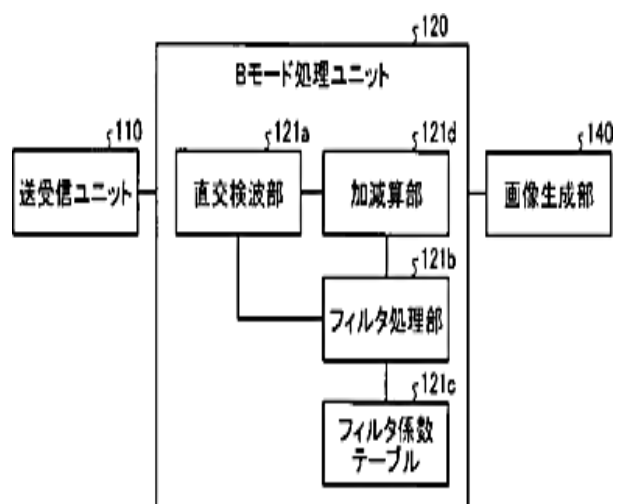 120
Bモード処理ユニット
110
121a
121d
140
送受信ユニット
直交検波部
加減算部
画像生成部
121b
フィルタ処理部
121c
フィルタ係数
テーブル